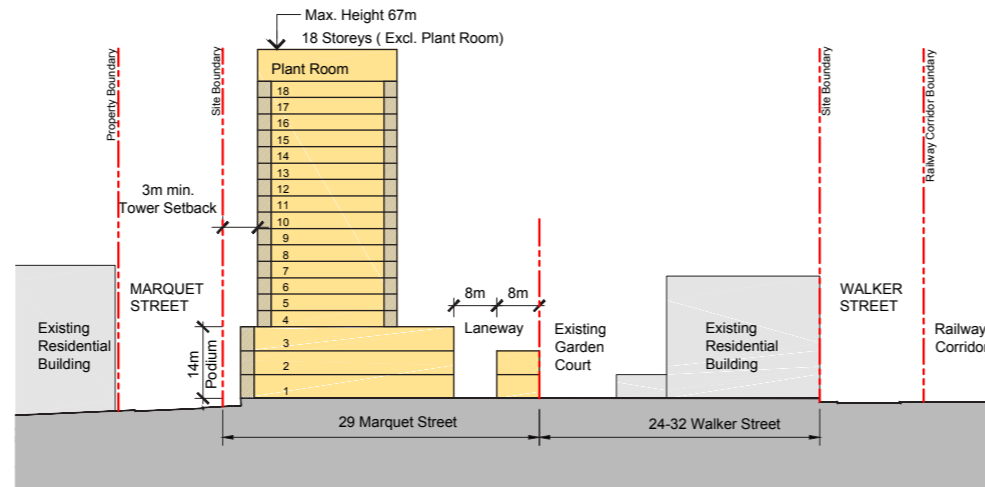 Max. Height 67m
18 Storeys ( Excl. Plant Room)
Plant Room
Property Boundary
Site Boundary
Site Boundary
Railway Corridor Boundary
18
17
16
15
14
13
12
11
10
9
8
7
6
5
4
3
2
1
3m min.
Tower Setback
MARQUET
STREET
Existing
Residential
Building
14m
Podium
8m
8m
Laneway
Existing
Garden
Court
Existing
Residential
Building
WALKER
STREET
Railway
Corridor
29 Marquet Street
24-32 Walker Street